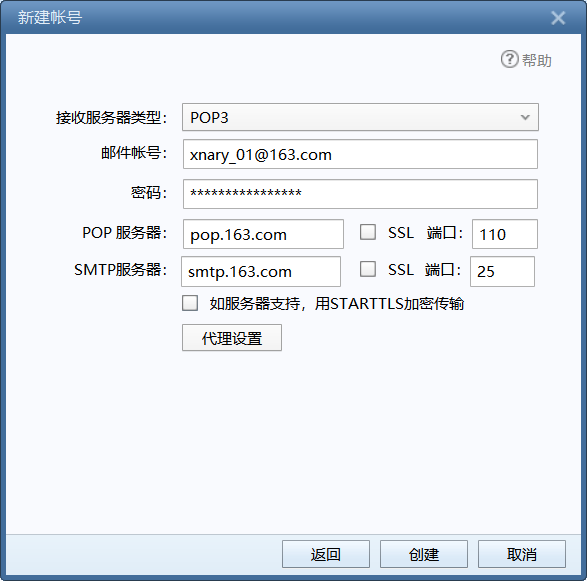 新建帐号
帮助
接收服务器类型: POP3
邮件帐号: xnary_01@163.com
密码: ****************
POP 服务器: pop.163.com SSL 端口: 110
SMTP服务器: smtp.163.com SSL 端口: 25
如服务器支持，用STARTTLS加密传输
代理设置
返回 创建 取消